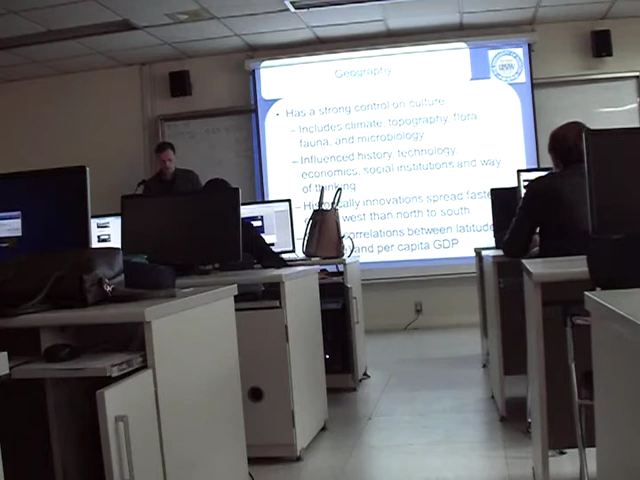 Geography
• Has a strong control on culture
– Includes climate, topography, flora,
fauna, and microbiology
– Influenced history, technology,
economics, social institutions and way
of thinking
– Historically innovations spread faster
west than north to south
correlations between latitude
and per capita GDP